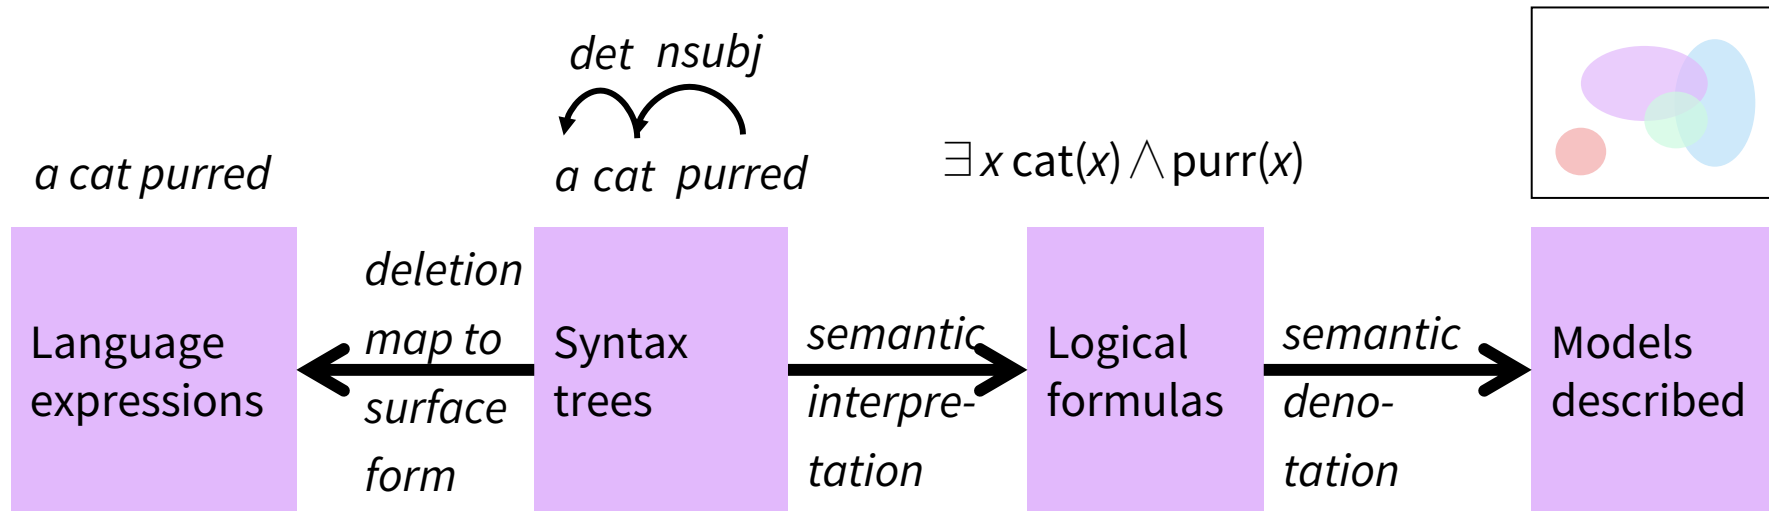 det nsubj
a cat purred
a cat purred
∃ x cat(x) ∧ purr(x)
Language
expressions
deletion
map to
surface
form
Syntax
trees
semantic
interpre-
tation
Logical
formulas
semantic
deno-
tation
Models
described